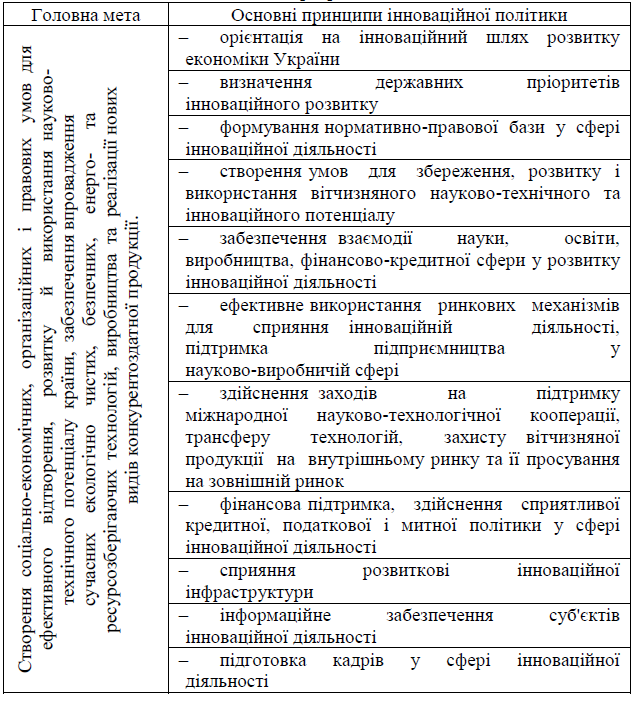 Головна мета
Основні принципи інноваційної політики
Створення соціально-економічних, організаційних і правових умов для
ефективного відтворення, розвитку й використання науково-
технічного потенціалу країни, забезпечення впровадження
сучасних екологічно чистих, безпечних, енерго- та
ресурсозберігаючих технологій, виробництва та реалізації нових
видів конкурентоздатної продукції.
– орієнтація на інноваційний шлях розвитку
економіки України
– визначення державних пріоритетів
інноваційного розвитку
– формування нормативно-правової бази у сфері
інноваційної діяльності
– створення умов для збереження, розвитку і
використання вітчизняного науково-технічного та
інноваційного потенціалу
– забезпечення взаємодії науки, освіти,
виробництва, фінансово-кредитної сфери у розвитку
інноваційної діяльності
– ефективне використання ринкових механізмів
для сприяння інноваційній діяльності,
підтримка підприємництва у
науково-виробничій сфері
– здійснення заходів на підтримку
міжнародної науково-технологічної кооперації,
трансферу технологій, захисту вітчизняної
продукції на внутрішньому ринку та її просування
на зовнішній ринок
– фінансова підтримка, здійснення сприятливої
кредитної, податкової і митної політики у сфері
інноваційної діяльності
– сприяння розвиткові інноваційної
інфраструктури
– інформаційне забезпечення суб'єктів
інноваційної діяльності
– підготовка кадрів у сфері інноваційної
діяльності